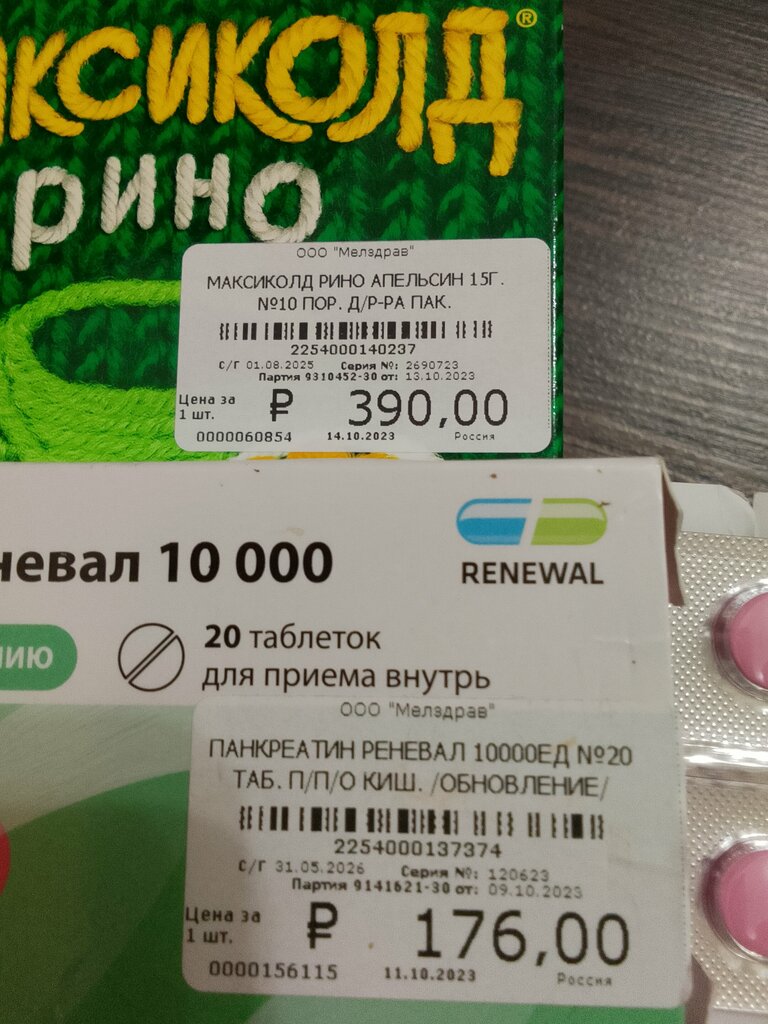 аксиколд®
рино
ООО "Мелздрав"
МАКСИКОЛД РИНО АПЕЛЬСИН 15Г.
№10 ПОР. Д/Р-РА ПАК.
2254000140237
С/Г 01.08.2025 Серия №: 2690723
Партия 9310452-30 от: 13.10.2023
Цена за
1 шт.
₽ 390,00
0000060854 14.10.2023 Россия
невал 10 000
RENEWAL
нию
20 таблеток
для приема внутрь
ООО "Мелздрав"
ПАНКРЕАТИН РЕНЕВАЛ 10000ЕД №20
ТАБ. П/П/О КИШ. /ОБНОВЛЕНИЕ/
2254000137374
С/Г 31.05.2026 Серия №: 120623
Партия 9141621-30 от: 09.10.2023
Цена за
1 шт.
₽ 176,00
0000156115 11.10.2023 Россия